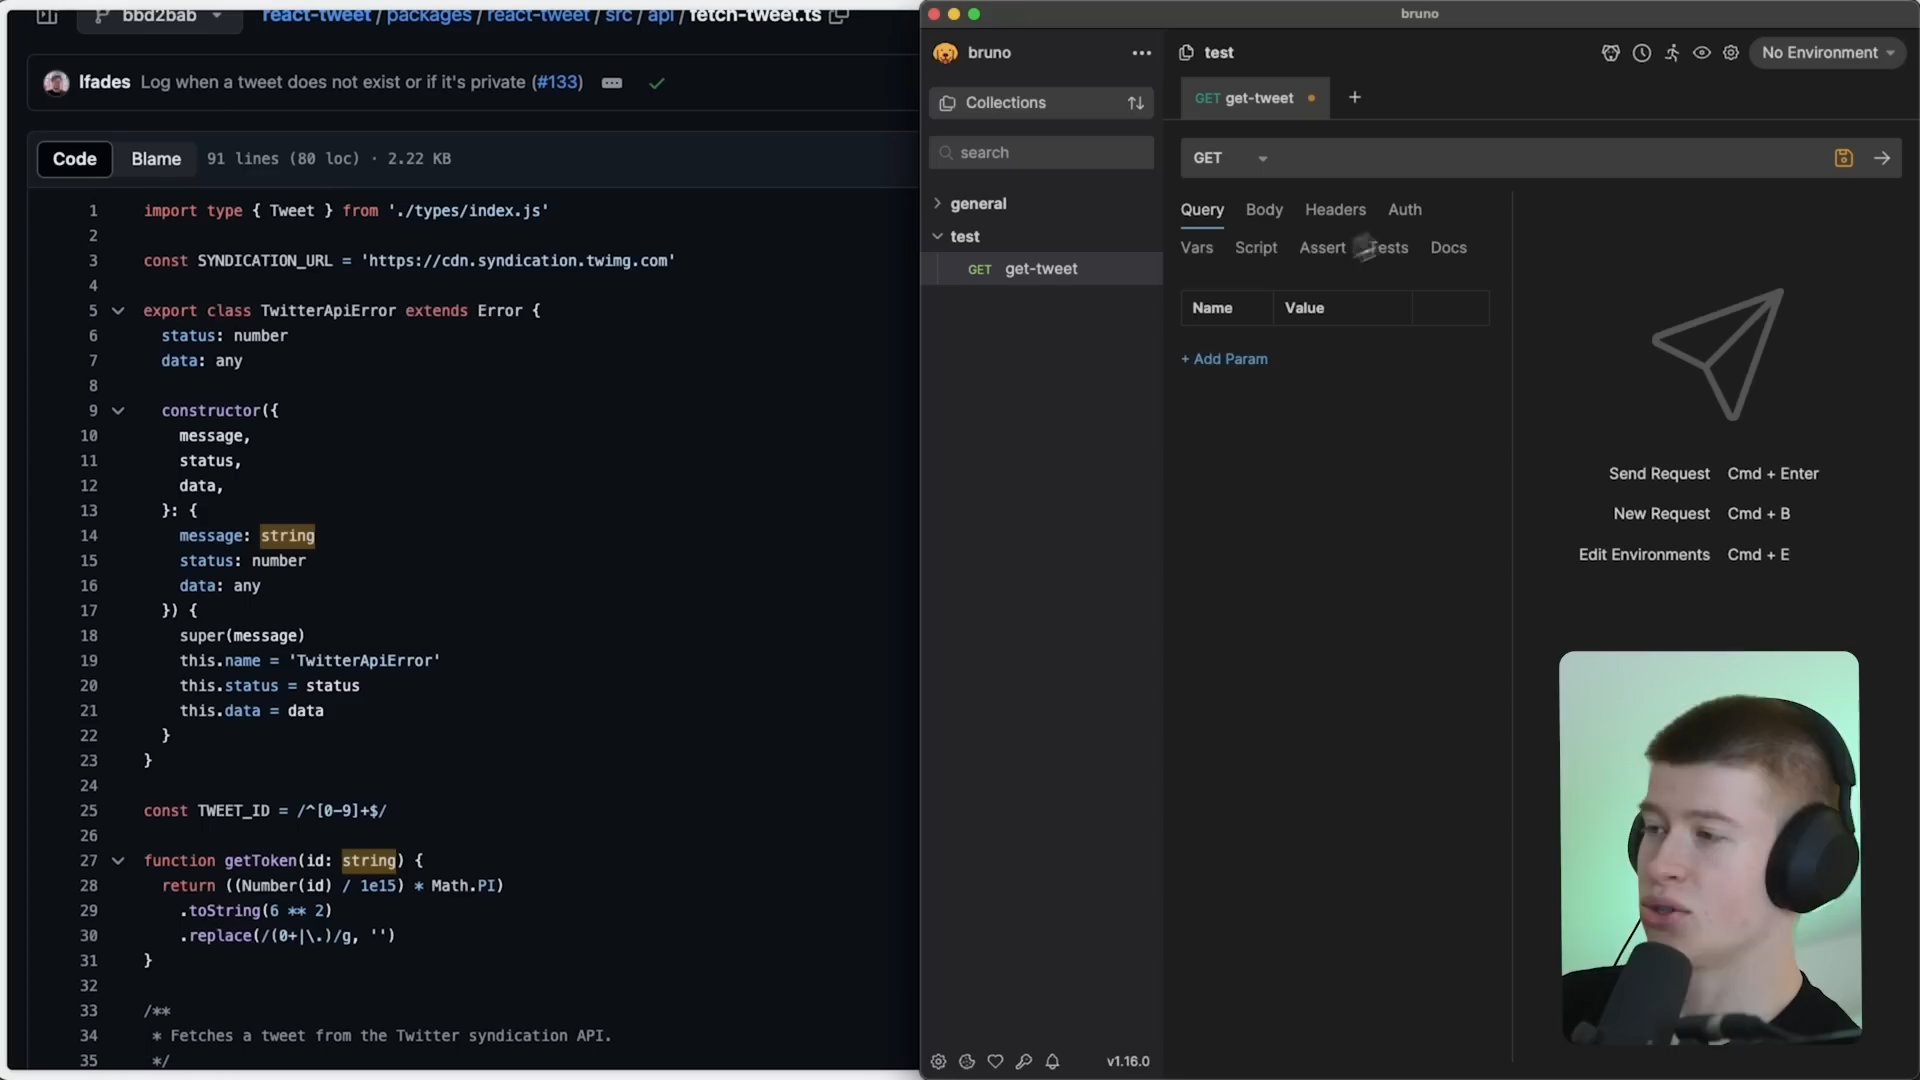 bbd2bab
react-tweet / packages / react-tweet / src / api / fetch-tweet.ts
lfades Log when a tweet does not exist or if it's private (#133)
Code Blame 91 lines (80 loc) · 2.22 KB
1 import type { Tweet } from './types/index.js'
2
3 const SYNDICATION_URL = 'https://cdn.syndication.twimg.com'
4
5 export class TwitterApiError extends Error {
6 status: number
7 data: any
8
9 constructor({
10 message,
11 status,
12 data,
13 }: {
14 message: string
15 status: number
16 data: any
17 }) {
18 super(message)
19 this.name = 'TwitterApiError'
20 this.status = status
21 this.data = data
22 }
23 }
24
25 const TWEET_ID = /^[0-9]+$/
26
27 function getToken(id: string) {
28 return ((Number(id) / 1e15) * Math.PI)
29 .toString(6 ** 2)
30 .replace(/(0+|\.)/g, '')
31 }
32
33 /**
34 * Fetches a tweet from the Twitter syndication API.
35 */
bruno
bruno
Collections
search
general
test
GET get-tweet
v1.16.0
test
No Environment
GET get-tweet
GET
Query Body Headers Auth
Vars Script Assert Tests Docs
Name Value
+ Add Param
Send Request Cmd + Enter
New Request Cmd + B
Edit Environments Cmd + E